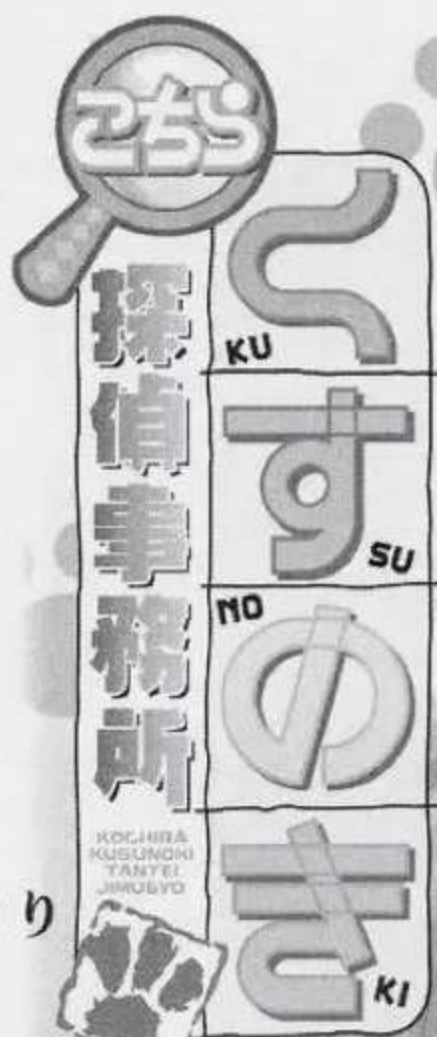 こちら
くすのき
KU
SU
NO
KI
探偵事務所
KOCHIRA
KUSUNOKI
TANTEI
JIMUSYO
り